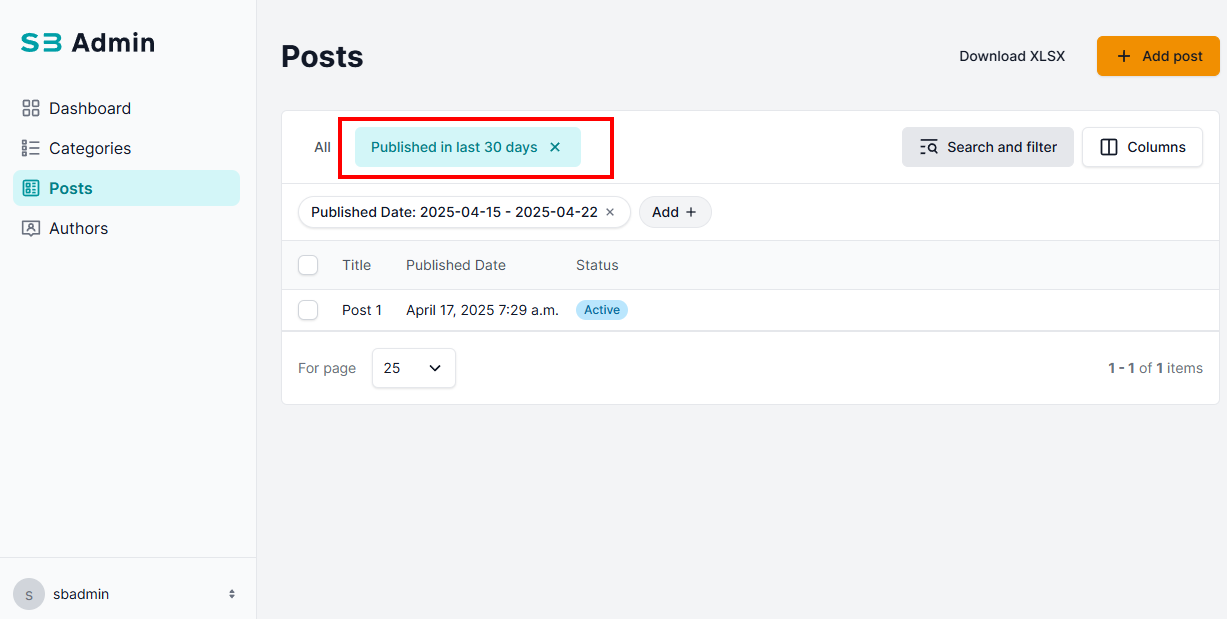 SB Admin
Dashboard
Categories
Posts
Authors
S
sbadmin
Posts
Download XLSX
+ Add post
All
Published in last 30 days ×
Search and filter
Columns
Published Date: 2025-04-15 - 2025-04-22 ×
Add +
Title Published Date Status
Post 1 April 17, 2025 7:29 a.m. Active
For page 25
1 - 1 of 1 items